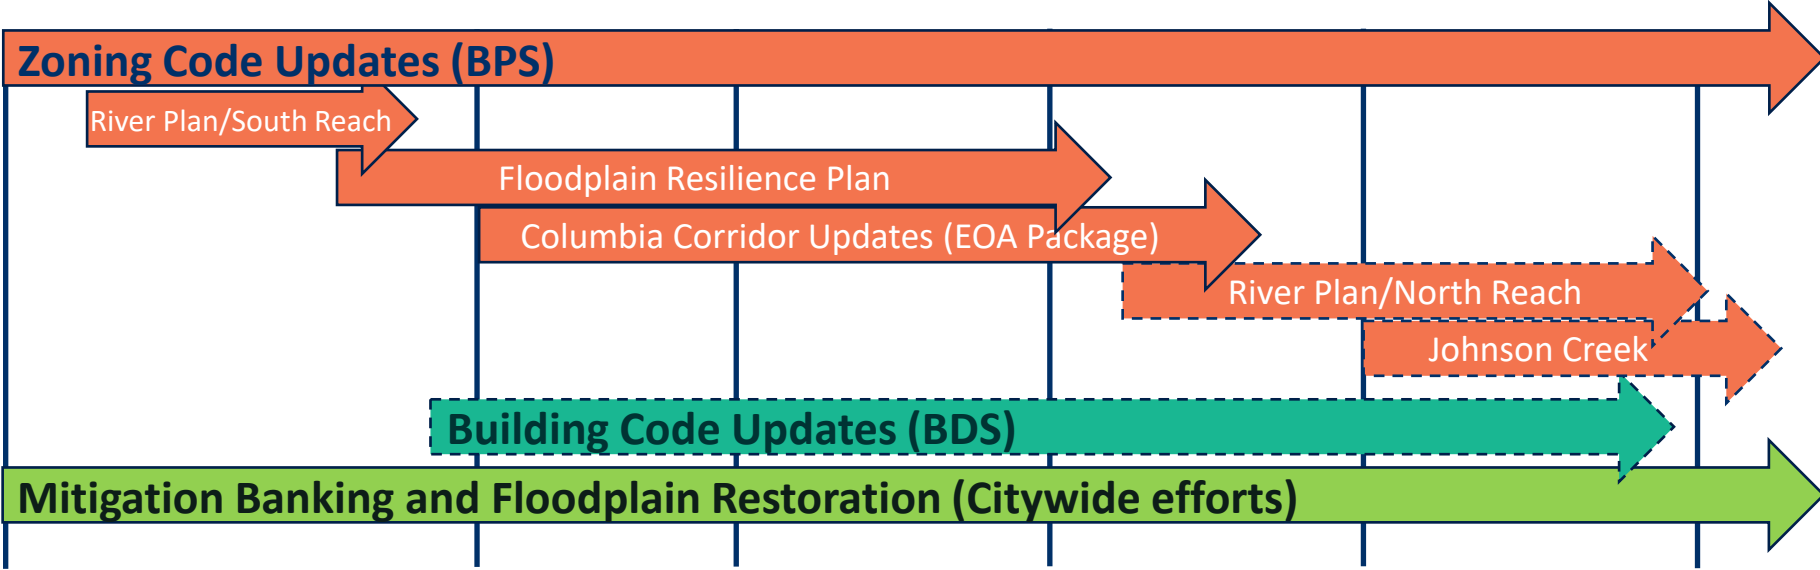 Zoning Code Updates (BPS)
River Plan/South Reach
Floodplain Resilience Plan
Columbia Corridor Updates (EOA Package)
River Plan/North Reach
Johnson Creek
Building Code Updates (BDS)
Mitigation Banking and Floodplain Restoration (Citywide efforts)